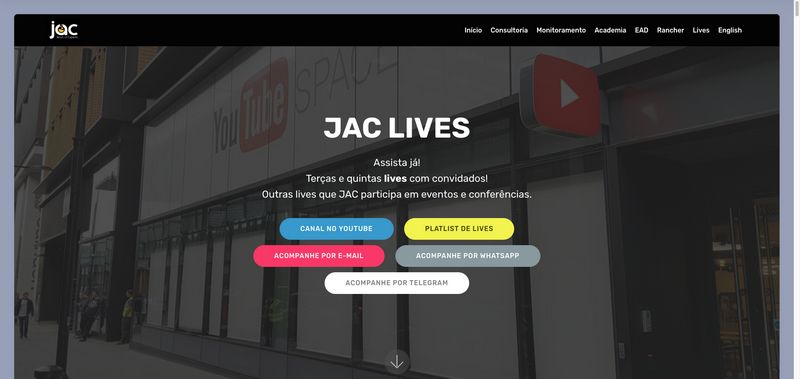 jac
Início Consultoria Monitoramento Academia EAD Rancher Lives English
YouTube SPACE
JAC LIVES
Assista já!
Terças e quintas lives com convidados!
Outras lives que JAC participa em eventos e conferências.
CANAL NO YOUTUBE PLATLIST DE LIVES
ACOMPANHE POR E-MAIL ACOMPANHE POR WHATSAPP
ACOMPANHE POR TELEGRAM